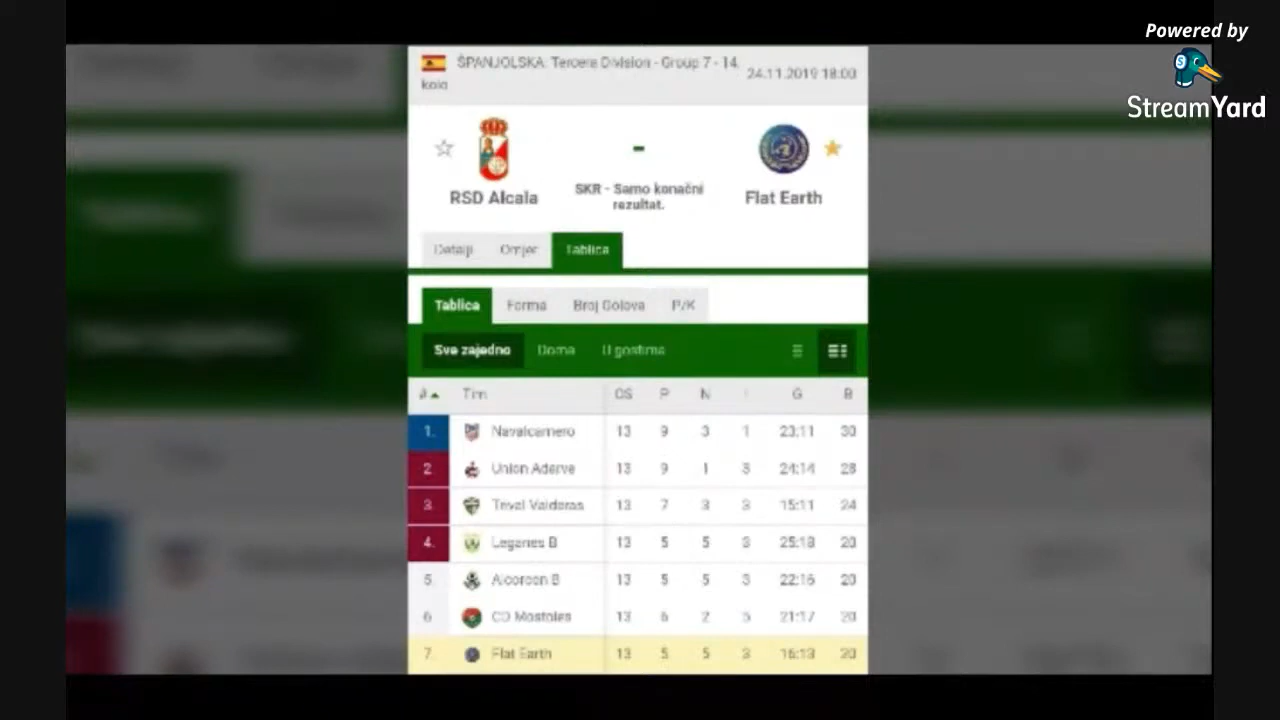 Powered by
StreamYard
ŠPANJOLSKA: Tercera Division - Group 7 - 14.
kolo
24.11.2019 18:00
-
RSD Alcala
SKR - Samo konačni
rezultat.
Flat Earth
Detalji Omjer Tablica
Tablica Forma Broj Golova P/K
Sve zajedno Doma U gostima
# Tim OS P N I G B
1. Navalcarnero 13 9 3 1 23:11 30
2. Union Adarve 13 9 1 3 24:14 28
3. Trival Valderas 13 7 3 3 15:11 24
4. Leganes B 13 5 5 3 25:18 20
5. Alcorcon B 13 5 5 3 22:16 20
6. CD Mostoles 13 6 2 5 21:17 20
7. Flat Earth 13 5 5 3 16:13 20